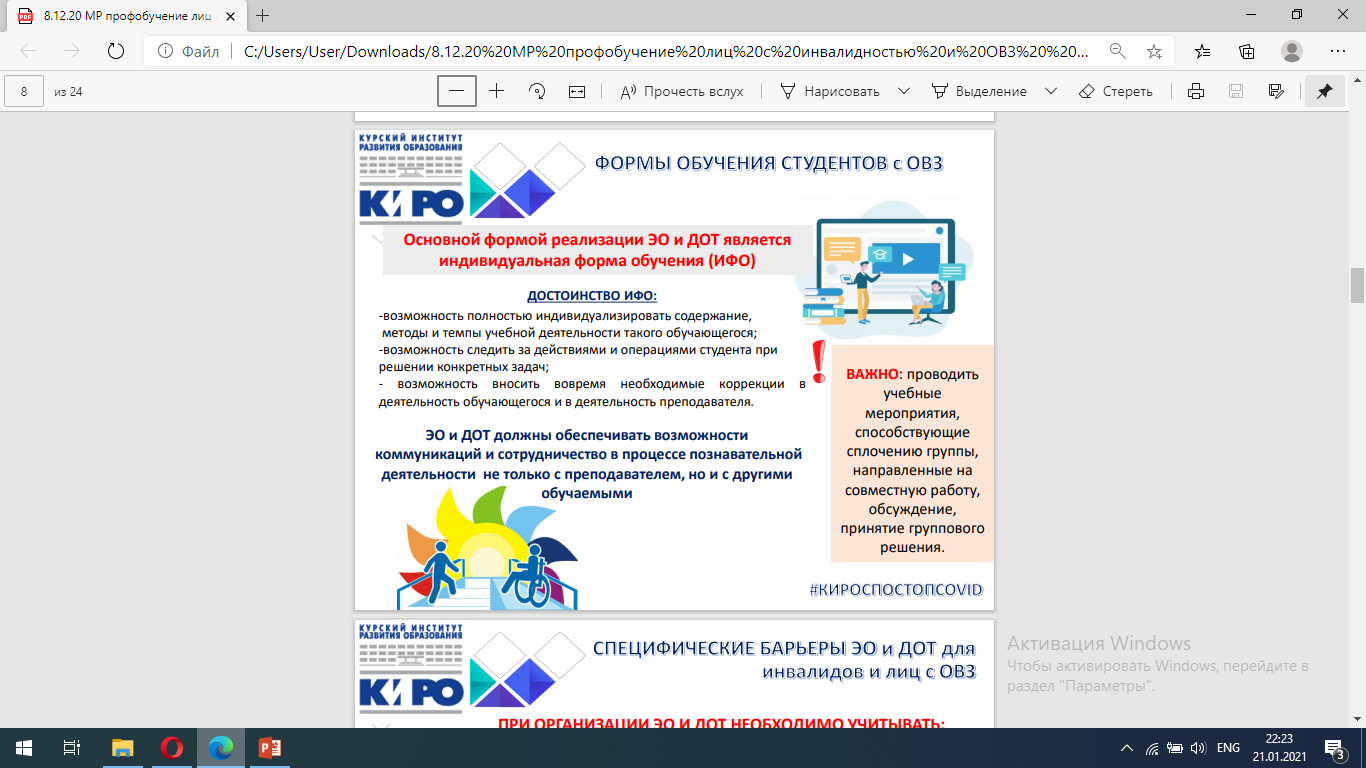 8.12.20 МР профобучение лиц
Файл
C:/Users/User/Downloads/8.12.20%20МР%20профобучение%20лиц%20с%20инвалидностью%20и%20ОВЗ%20%20...
8
из 24
Прочесть вслух
Нарисовать
Выделение
Стереть
КУРСКИЙ ИНСТИТУТ
РАЗВИТИЯ ОБРАЗОВАНИЯ
КИРО
ФОРМЫ ОБУЧЕНИЯ СТУДЕНТОВ с ОВЗ
Основной формой реализации ЭО и ДОТ является
индивидуальная форма обучения (ИФО)
ДОСТОИНСТВО ИФО:
-возможность полностью индивидуализировать содержание,
методы и темпы учебной деятельности такого обучающегося;
-возможность следить за действиями и операциями студента при
решении конкретных задач;
- возможность вносить вовремя необходимые коррекции в
деятельность обучающегося и в деятельность преподавателя.
ЭО и ДОТ должны обеспечивать возможности
коммуникаций и сотрудничество в процессе познавательной
деятельности не только с преподавателем, но и с другими
обучаемыми
!
ВАЖНО: проводить
учебные
мероприятия,
способствующие
сплочению группы,
направленные на
совместную работу,
обсуждение,
принятие группового
решения.
#КИРОСПОСТОПCOVID
КУРСКИЙ ИНСТИТУТ
РАЗВИТИЯ ОБРАЗОВАНИЯ
КИРО
СПЕЦИФИЧЕСКИЕ БАРЬЕРЫ ЭО и ДОТ для
инвалидов и лиц с ОВЗ
ПРИ ОРГАНИЗАЦИИ ЭО И ДОТ НЕОБХОДИМО УЧИТЫВАТЬ:
Активация Windows
Чтобы активировать Windows, перейдите в
раздел "Параметры".
ENG
22:23
21.01.2021
3